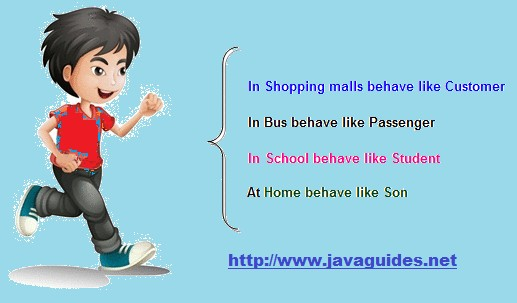 In Shopping malls behave like Customer
In Bus behave like Passenger
In School behave like Student
At Home behave like Son
http://www.javaguides.net